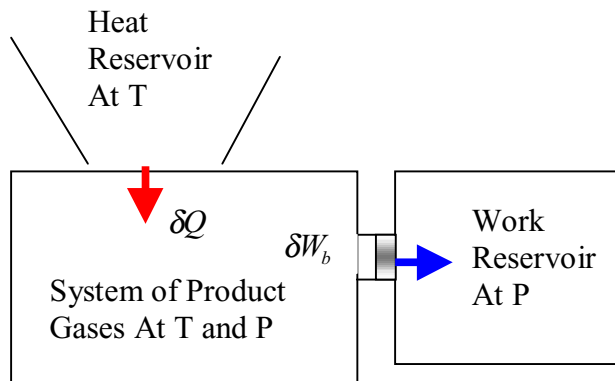 Heat
Reservoir
At T
δQ
δW_b
System of Product
Gases At T and P
Work
Reservoir
At P